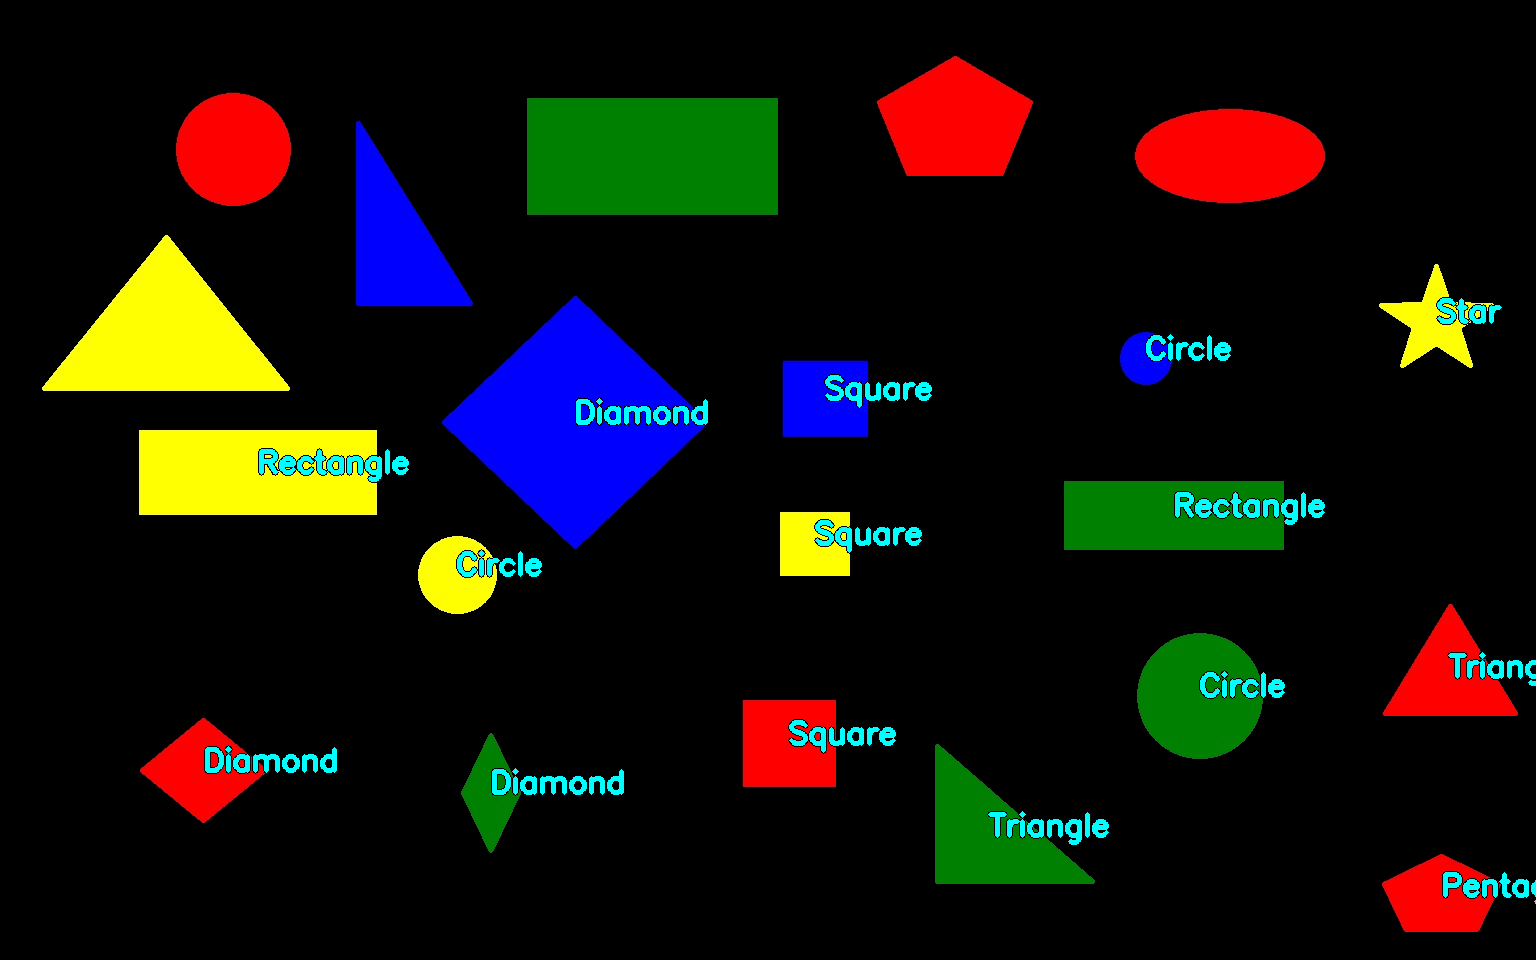 Star
Circle
Square
Diamond
Rectangle
Rectangle
Square
Circle
Triang
Circle
Square
Diamond
Diamond
Triangle
Pentag